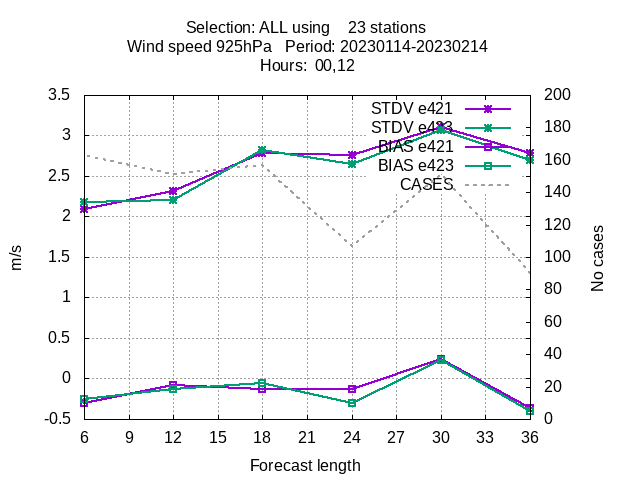 Selection: ALL using 23 stations
Wind speed 925hPa Period: 20230114-20230214
Hours: 00,12
STDV e421
STDV e423
BIAS e421
BIAS e423
CASES
3.5
3
2.5
2
1.5
1
0.5
0
-0.5
m/s
200
180
160
140
120
100
80
60
40
20
0
No cases
6 9 12 15 18 21 24 27 30 33 36
Forecast length